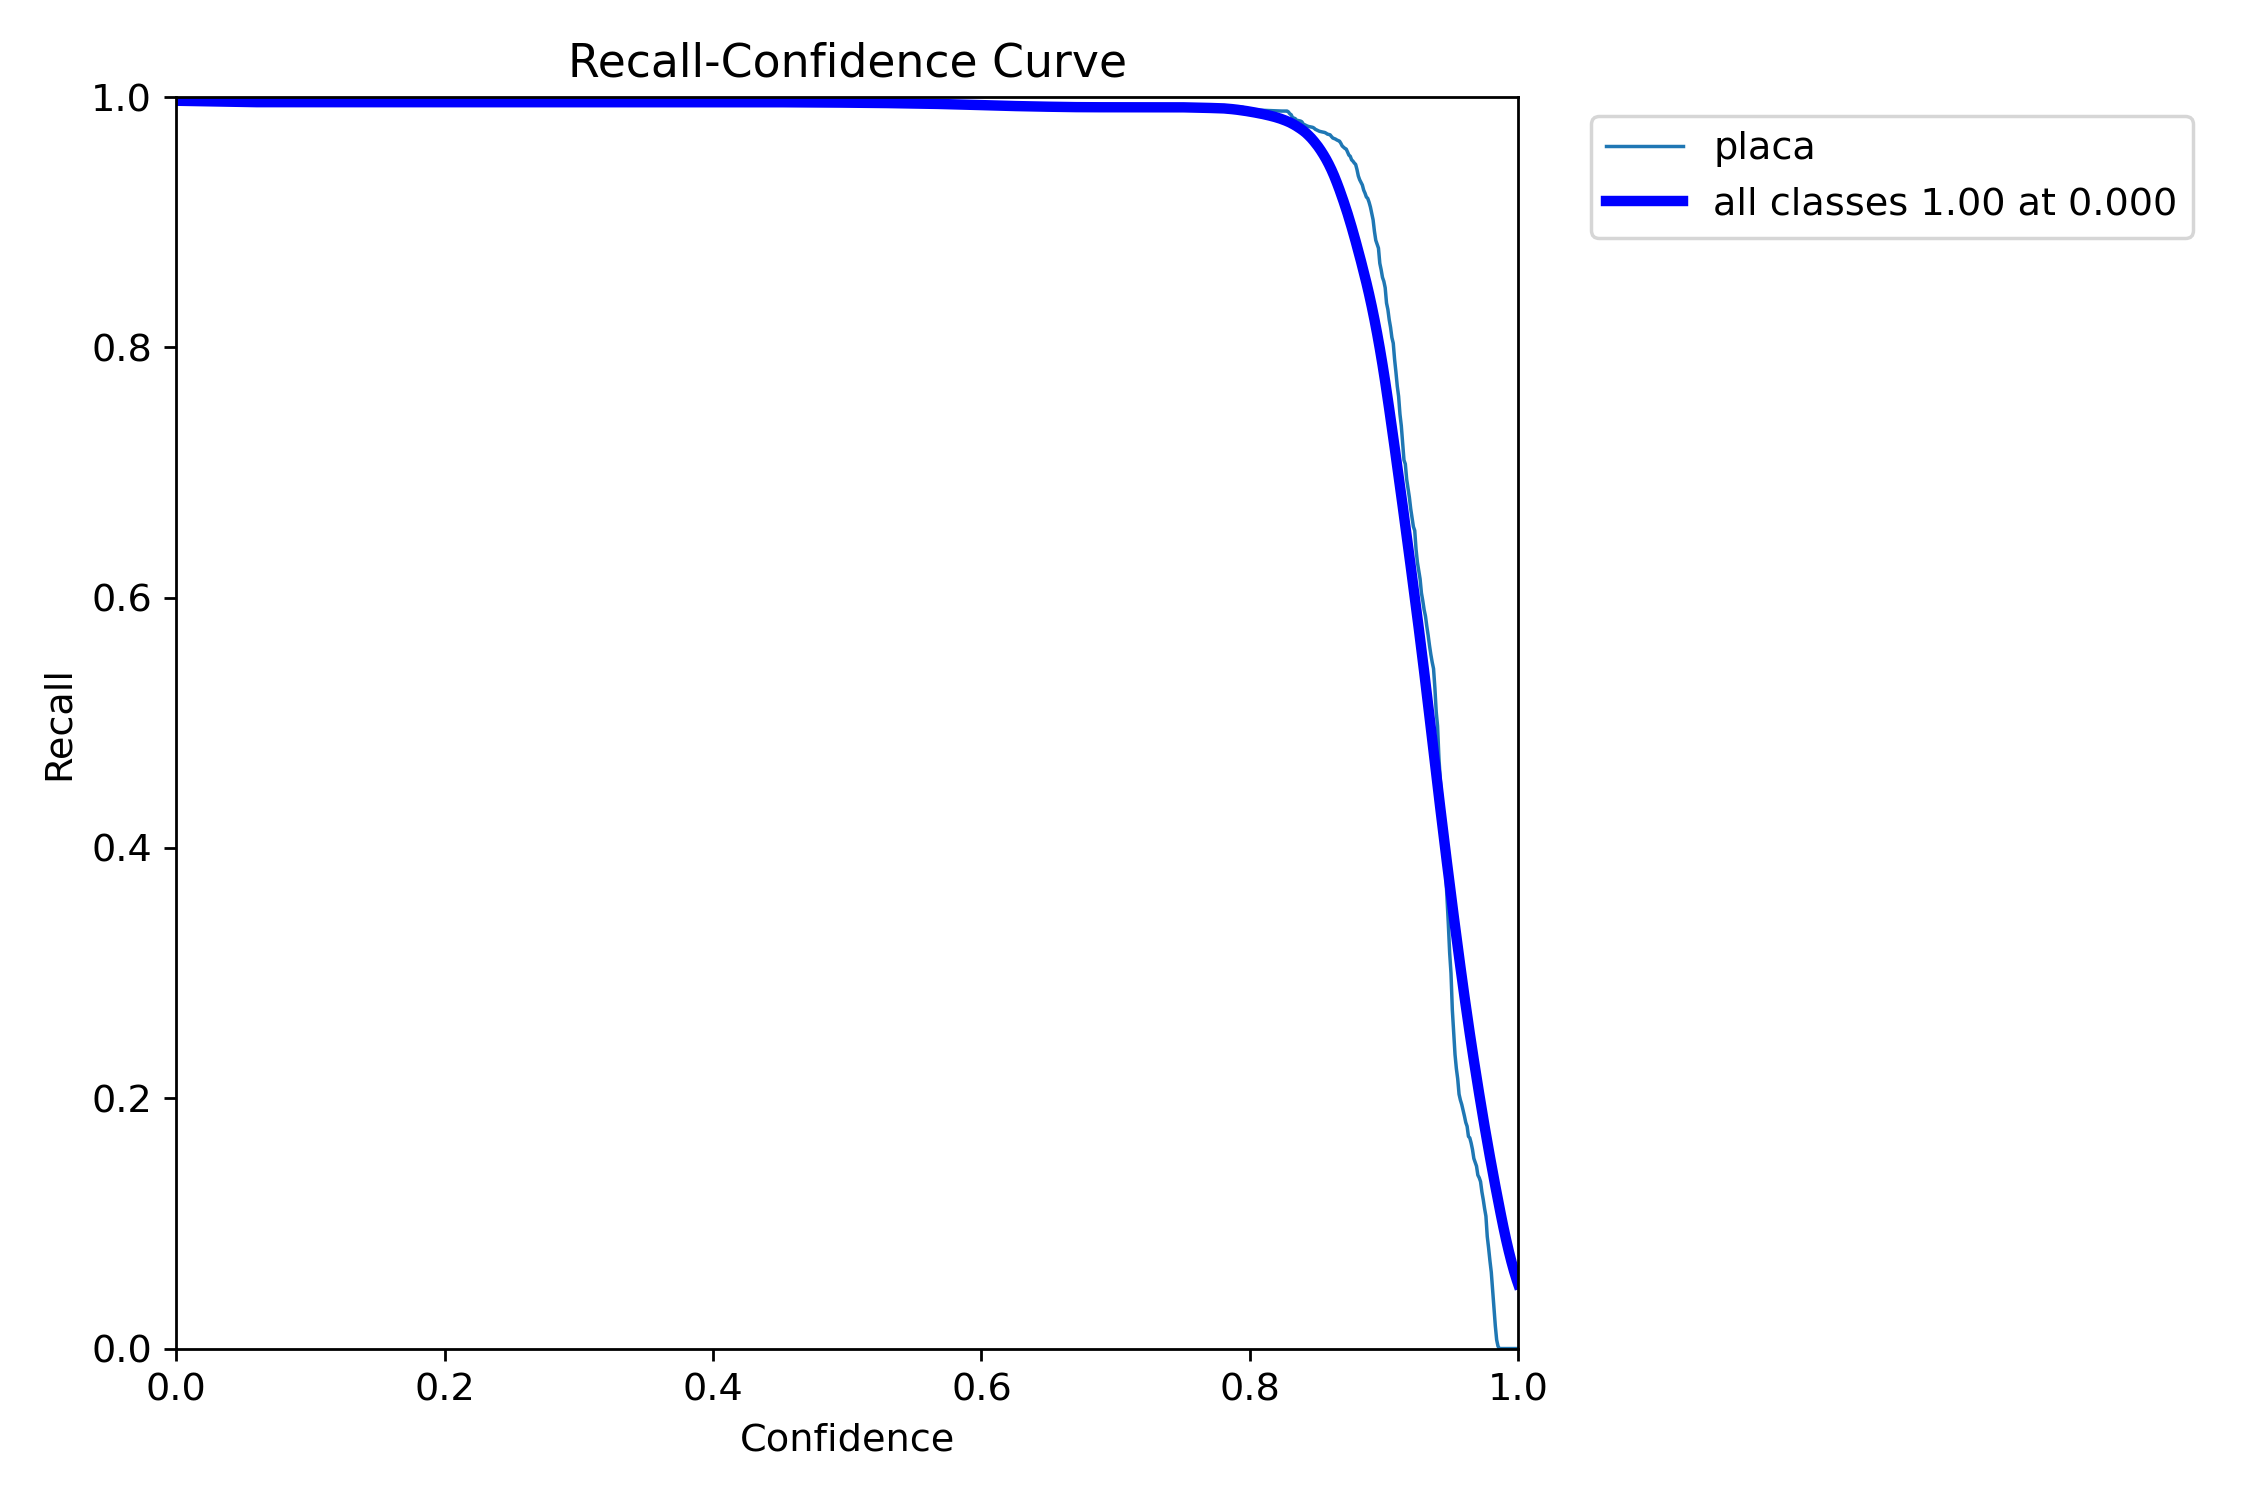 Recall-Confidence Curve
placa
all classes 1.00 at 0.000
Recall
1.0
0.8
0.6
0.4
0.2
0.0
0.0 0.2 0.4 0.6 0.8 1.0
Confidence